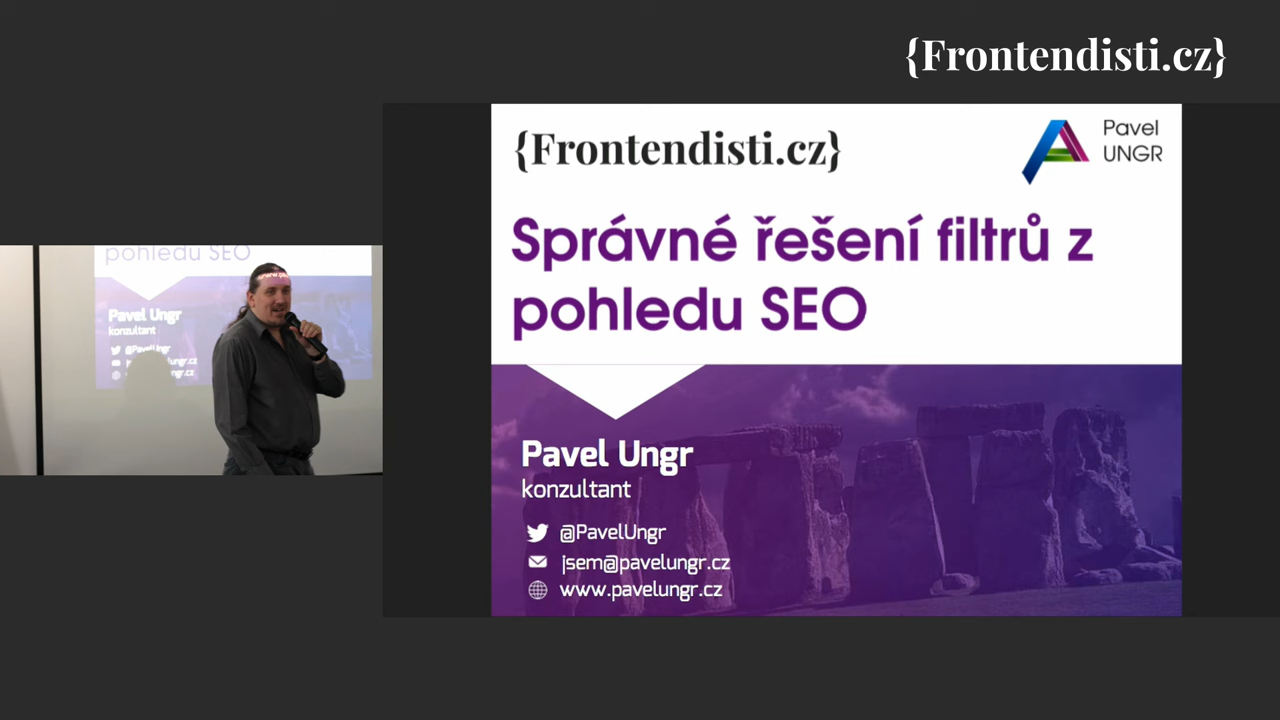 {Frontendisti.cz}
{Frontendisti.cz}
Pavel
UNGR
Správné řešení filtrů z
pohledu SEO
Pavel Ungr
konzultant
@PavelUngr
jsem@pavelungr.cz
www.pavelungr.cz
pohledu SEO
Pavel Ungr
konzultant
@PavelUngr